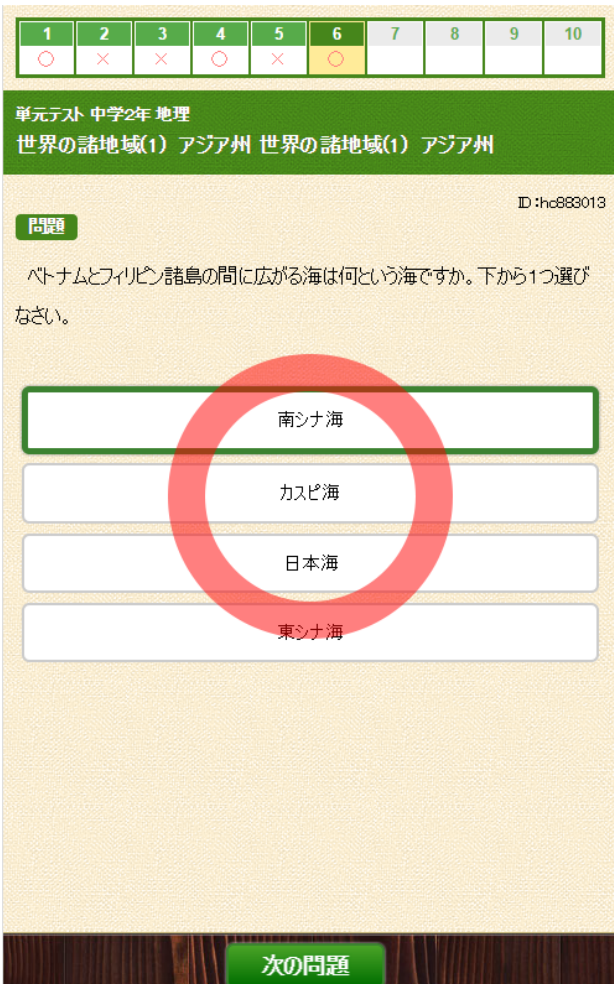 1 2 3 4 5 6 7 8 9 10
○ × × ○ × ○
単元テスト 中学2年 地理
世界の諸地域(1) アジア州 世界の諸地域(1) アジア州
ID:hc883013
問題
ベトナムとフィリピン諸島の間に広がる海は何という海ですか。下から1つ選び
なさい。
南シナ海
カスピ海
日本海
東シナ海
次の問題